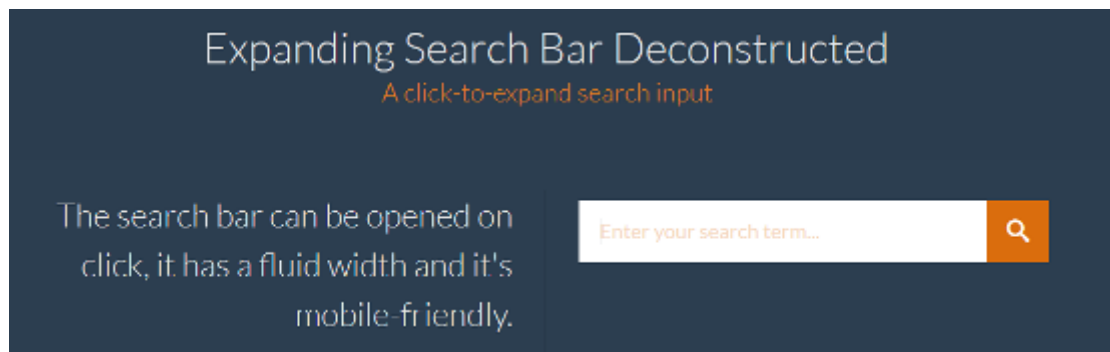 Expanding Search Bar Deconstructed
A click-to-expand search input
The search bar can be opened on
click, it has a fluid width and it's
mobile-friendly.
Enter your search term...